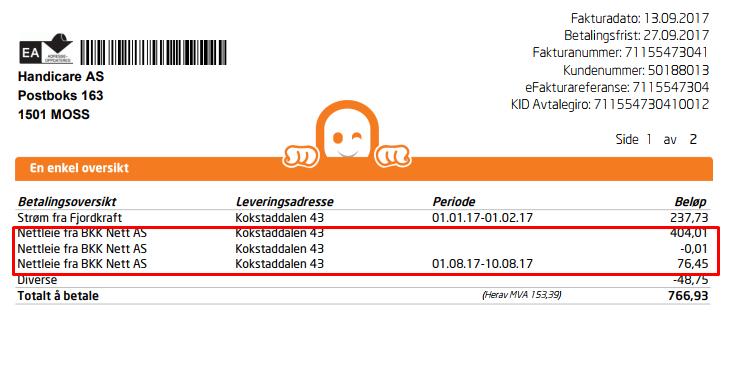 Fakturadato: 13.09.2017
Betalingsfrist: 27.09.2017
Fakturanummer: 71155473041
Kundenummer: 50188013
eFakturareferanse: 7115547304
KID Avtalegiro: 711554730410012
EA
ADRESSE-
OPPDATERES
Handicare AS
Postboks 163
1501 MOSS
Side 1 av 2
En enkel oversikt
Betalingsoversikt Leveringsadresse Periode Beløp
Strøm fra Fjordkraft Kokstaddalen 43 01.01.17-01.02.17 237,73
Nettleie fra BKK Nett AS Kokstaddalen 43 404,01
Nettleie fra BKK Nett AS Kokstaddalen 43 -0,01
Nettleie fra BKK Nett AS Kokstaddalen 43 01.08.17-10.08.17 76,45
Diverse -48,75
Totalt å betale (Herav MVA 153,39) 766,93